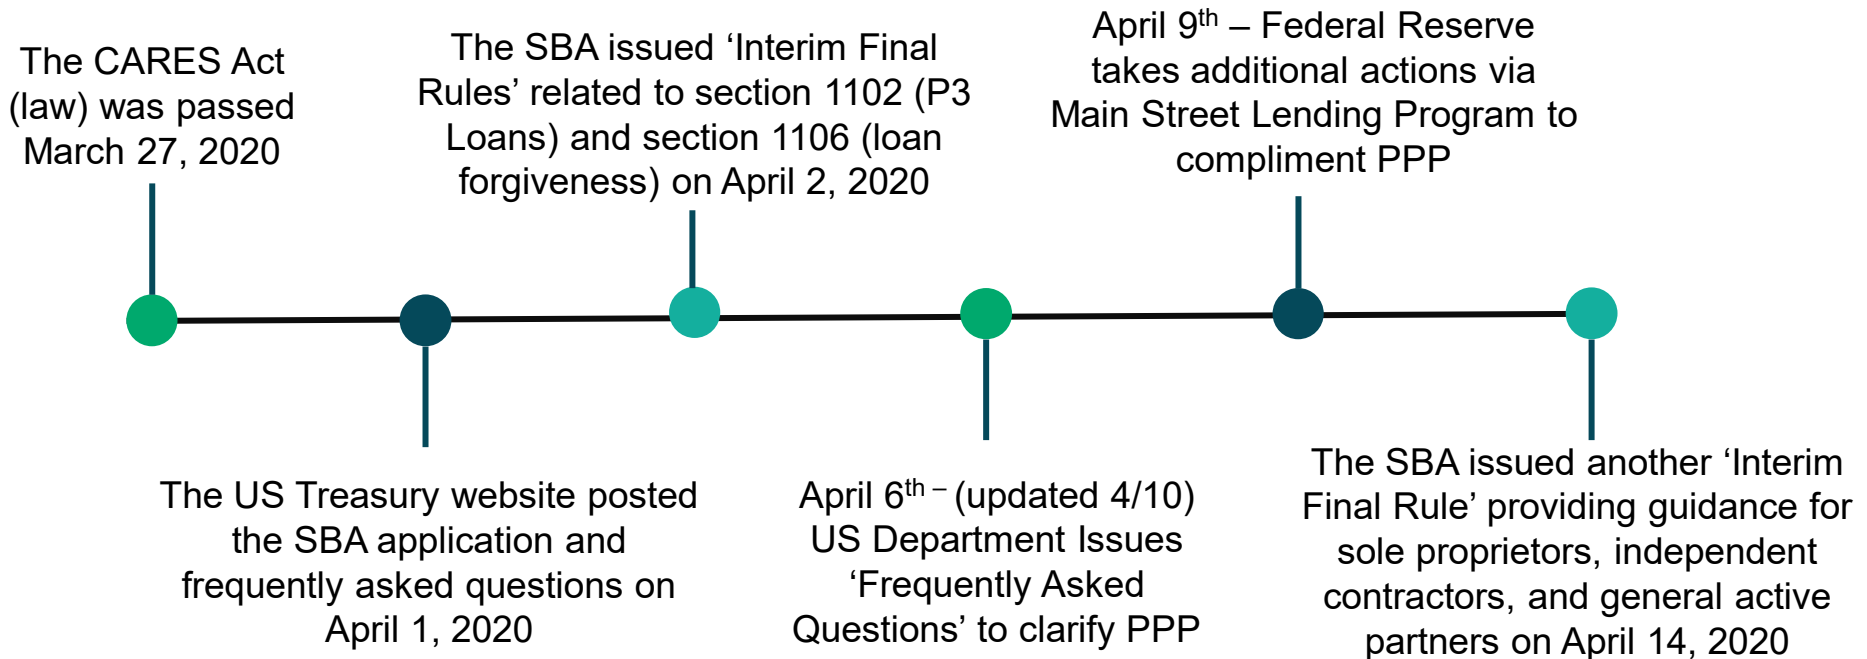 The CARES Act
(law) was passed
March 27, 2020
The US Treasury website posted
the SBA application and
frequently asked questions on
April 1, 2020
The SBA issued ‘Interim Final
Rules’ related to section 1102 (P3
Loans) and section 1106 (loan
forgiveness) on April 2, 2020
April 6th – (updated 4/10)
US Department Issues
‘Frequently Asked
Questions’ to clarify PPP
April 9th – Federal Reserve
takes additional actions via
Main Street Lending Program to
compliment PPP
The SBA issued another ‘Interim
Final Rule’ providing guidance for
sole proprietors, independent
contractors, and general active
partners on April 14, 2020